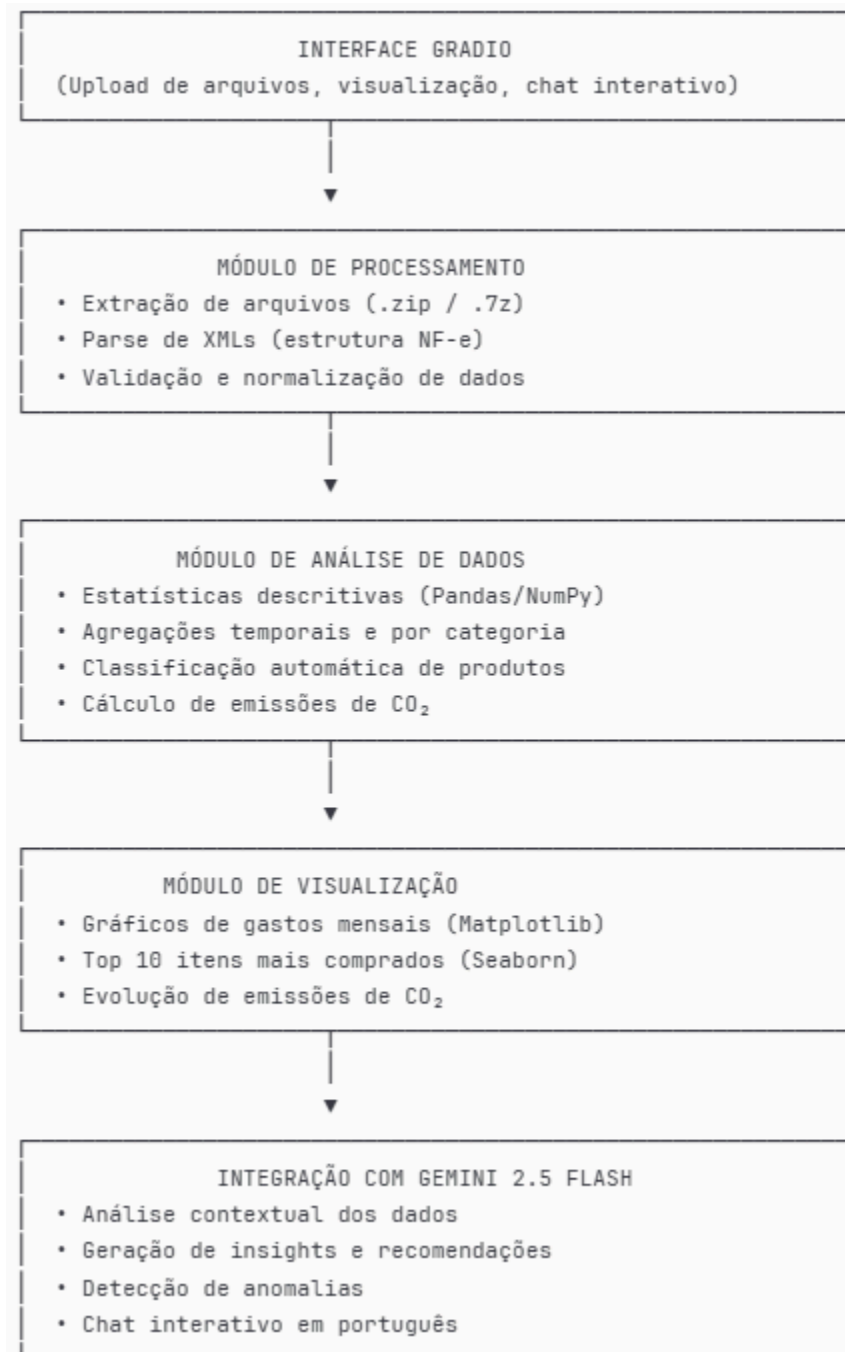 INTERFACE GRADIO
(Upload de arquivos, visualização, chat interativo)
MÓDULO DE PROCESSAMENTO
• Extração de arquivos (.zip / .7z)
• Parse de XMLs (estrutura NF-e)
• Validação e normalização de dados
MÓDULO DE ANÁLISE DE DADOS
• Estatísticas descritivas (Pandas/NumPy)
• Agregações temporais e por categoria
• Classificação automática de produtos
• Cálculo de emissões de CO₂
MÓDULO DE VISUALIZAÇÃO
• Gráficos de gastos mensais (Matplotlib)
• Top 10 itens mais comprados (Seaborn)
• Evolução de emissões de CO₂
INTEGRAÇÃO COM GEMINI 2.5 FLASH
• Análise contextual dos dados
• Geração de insights e recomendações
• Detecção de anomalias
• Chat interativo em português